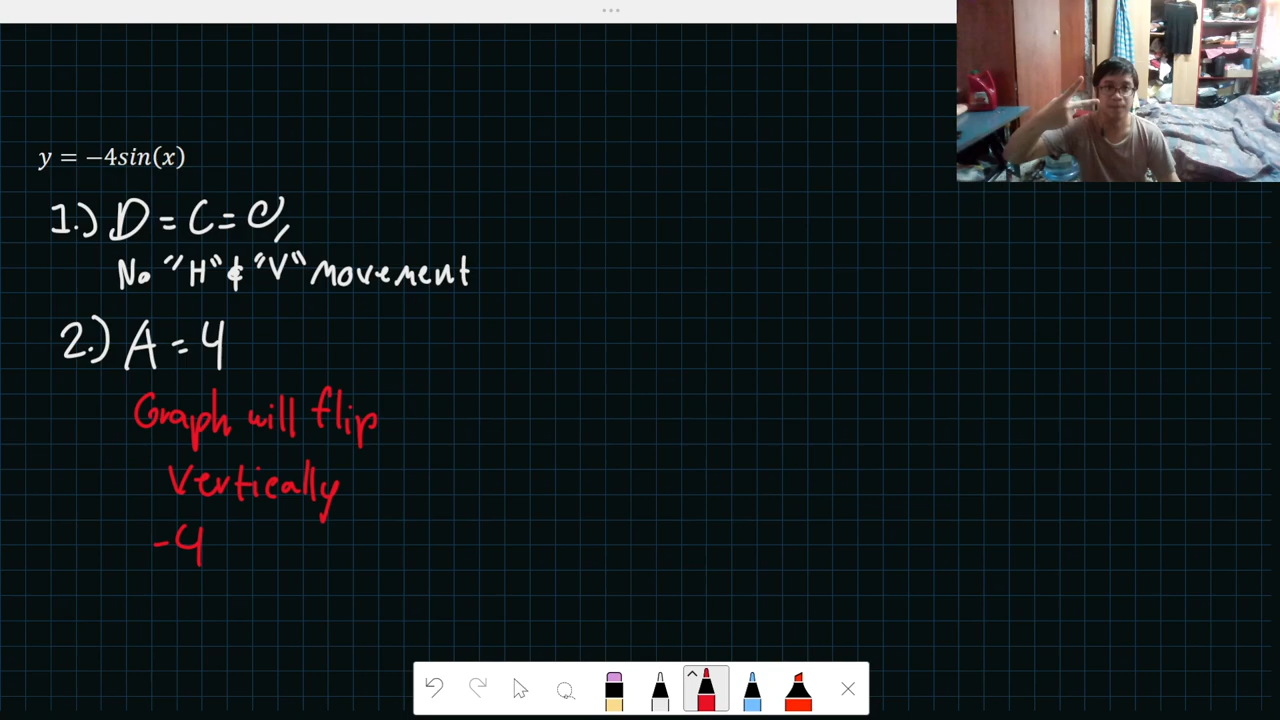 y = −4sin(x)
1.) D = C = 0,
No "H" & "V" movement
2.) A = 4
Graph will flip
Vertically
-4